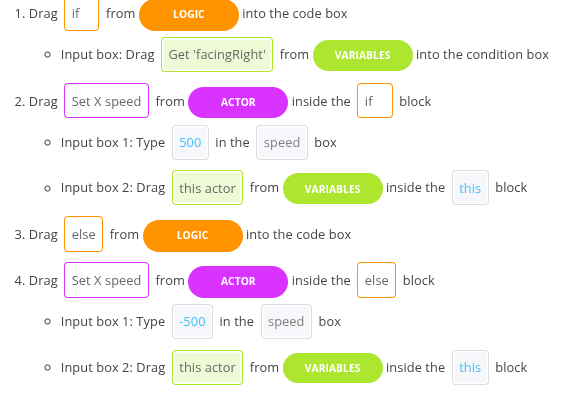 1. Drag if from LOGIC into the code box
Input box: Drag Get 'facingRight' from VARIABLES into the condition box
2. Drag Set X speed from ACTOR inside the if block
Input box 1: Type 500 in the speed box
Input box 2: Drag this actor from VARIABLES inside the this block
3. Drag else from LOGIC into the code box
4. Drag Set X speed from ACTOR inside the else block
Input box 1: Type -500 in the speed box
Input box 2: Drag this actor from VARIABLES inside the this block